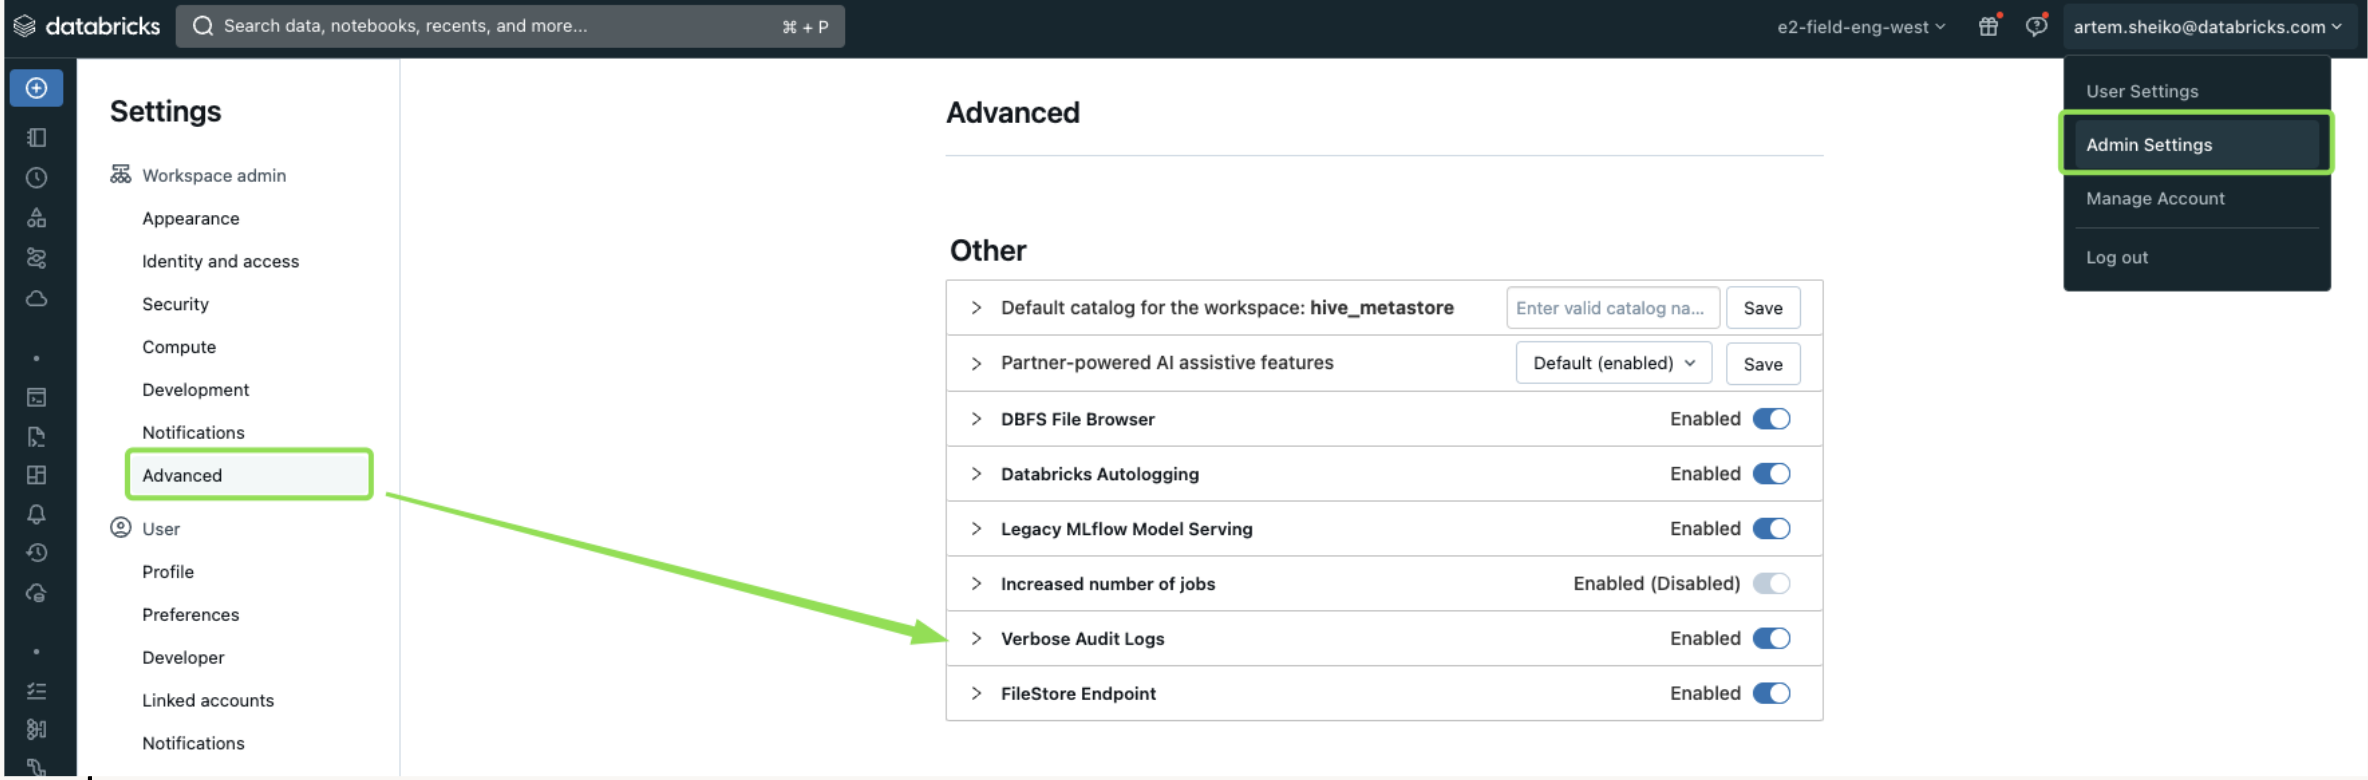 databricks
Search data, notebooks, recents, and more...
⌘ + P
e2-field-eng-west
artem.sheiko@databricks.com
User Settings
Admin Settings
Manage Account
Log out
Settings
Workspace admin
Appearance
Identity and access
Security
Compute
Development
Notifications
Advanced
User
Profile
Preferences
Developer
Linked accounts
Notifications
Advanced
Other
Default catalog for the workspace: hive_metastore
Enter valid catalog na...
Save
Partner-powered AI assistive features
Default (enabled)
Save
DBFS File Browser
Enabled
Databricks Autologging
Enabled
Legacy MLflow Model Serving
Enabled
Increased number of jobs
Enabled (Disabled)
Verbose Audit Logs
Enabled
FileStore Endpoint
Enabled